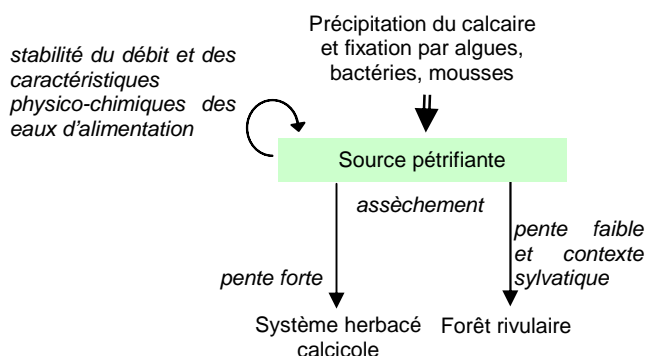 Précipitation du calcaire
et fixation par algues,
bactéries, mousses
stabilité du débit et des
caractéristiques
physico-chimiques des
eaux d'alimentation
Source pétrifiante
assèchement
pente faible
et contexte
sylvatique
pente forte
Système herbacé
calcicole
Forêt rivulaire